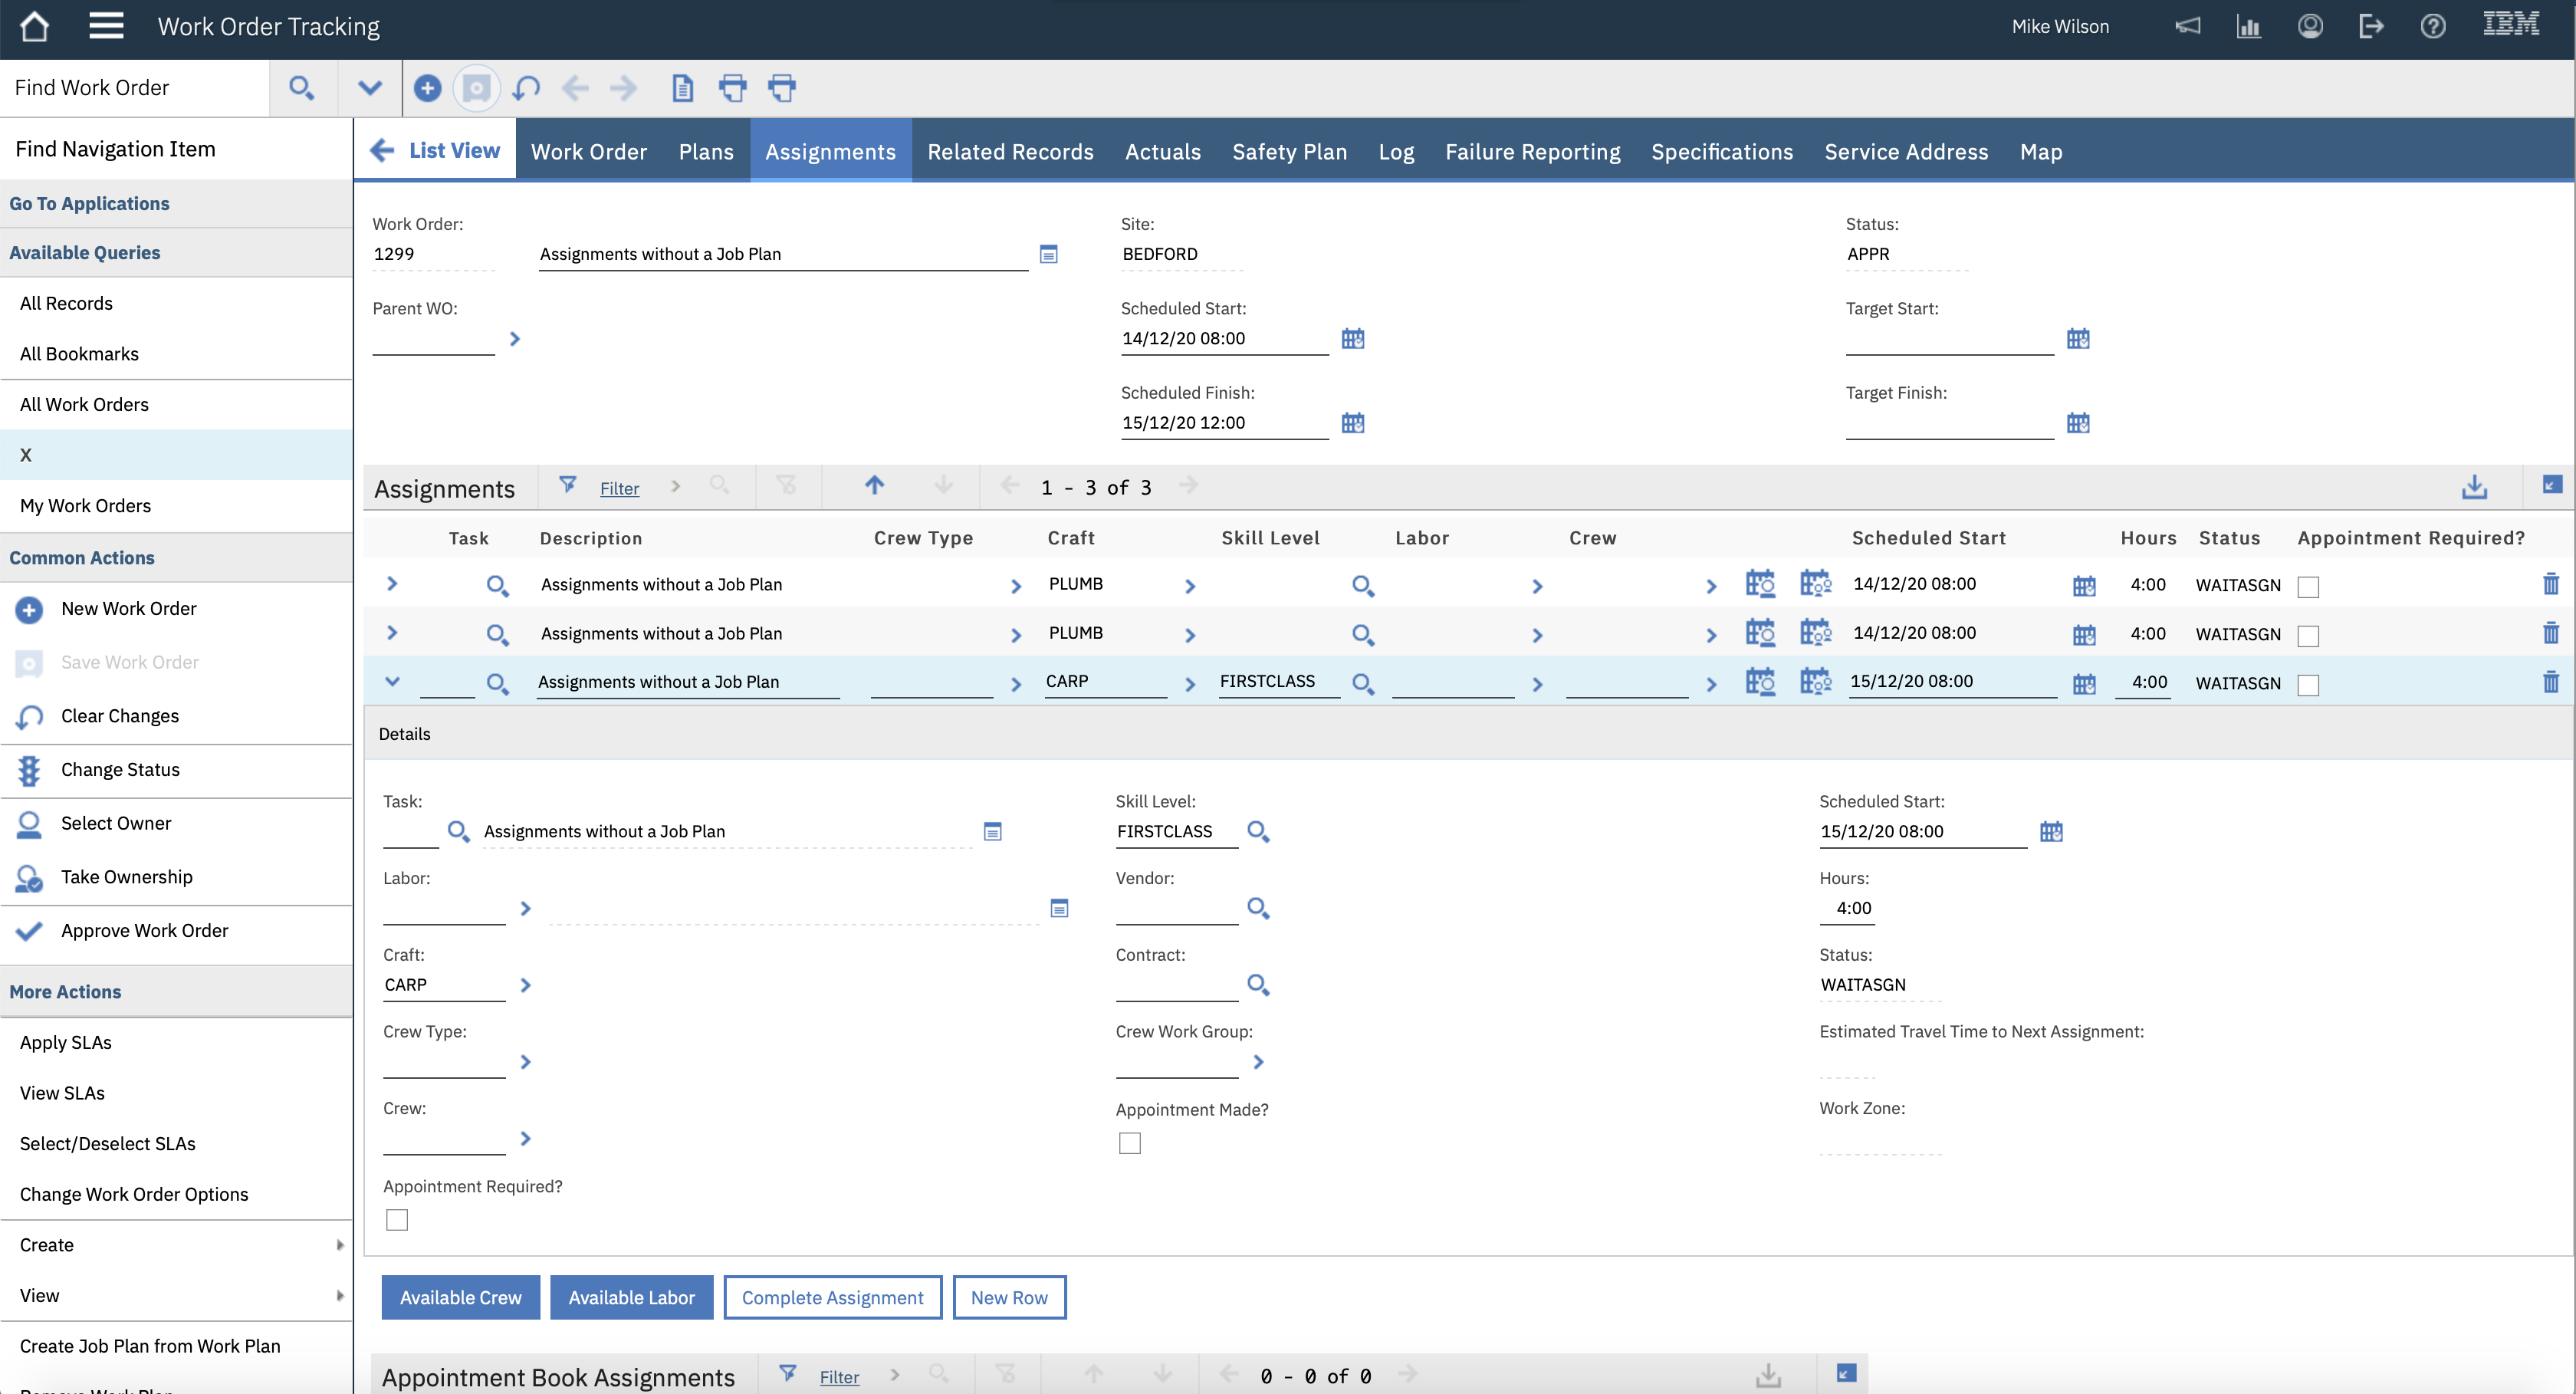 Work Order Tracking
Mike Wilson
IBM
Find Work Order
Find Navigation Item
Go To Applications
Available Queries
All Records
All Bookmarks
All Work Orders
X
My Work Orders
Common Actions
New Work Order
Save Work Order
Clear Changes
Change Status
Select Owner
Take Ownership
Approve Work Order
More Actions
Apply SLAs
View SLAs
Select/Deselect SLAs
Change Work Order Options
Create
View
Create Job Plan from Work Plan
List View Work Order Plans Assignments Related Records Actuals Safety Plan Log Failure Reporting Specifications Service Address Map
Work Order: Site: Status:
1299 Assignments without a Job Plan BEDFORD APPR
Parent WO: Scheduled Start: Target Start:
14/12/20 08:00
Scheduled Finish: Target Finish:
15/12/20 12:00
Assignments Filter 1 - 3 of 3
Task Description Crew Type Craft Skill Level Labor Crew Scheduled Start Hours Status Appointment Required?
Assignments without a Job Plan PLUMB 14/12/20 08:00 4:00 WAITASGN
Assignments without a Job Plan PLUMB 14/12/20 08:00 4:00 WAITASGN
Assignments without a Job Plan CARP FIRSTCLASS 15/12/20 08:00 4:00 WAITASGN
Details
Task: Skill Level: Scheduled Start:
Assignments without a Job Plan FIRSTCLASS 15/12/20 08:00
Labor: Vendor: Hours:
4:00
Craft: Contract: Status:
CARP WAITASGN
Crew Type: Crew Work Group: Estimated Travel Time to Next Assignment:
Crew: Appointment Made? Work Zone:
Appointment Required?
Available Crew Available Labor Complete Assignment New Row
Appointment Book Assignments Filter 0 - 0 of 0